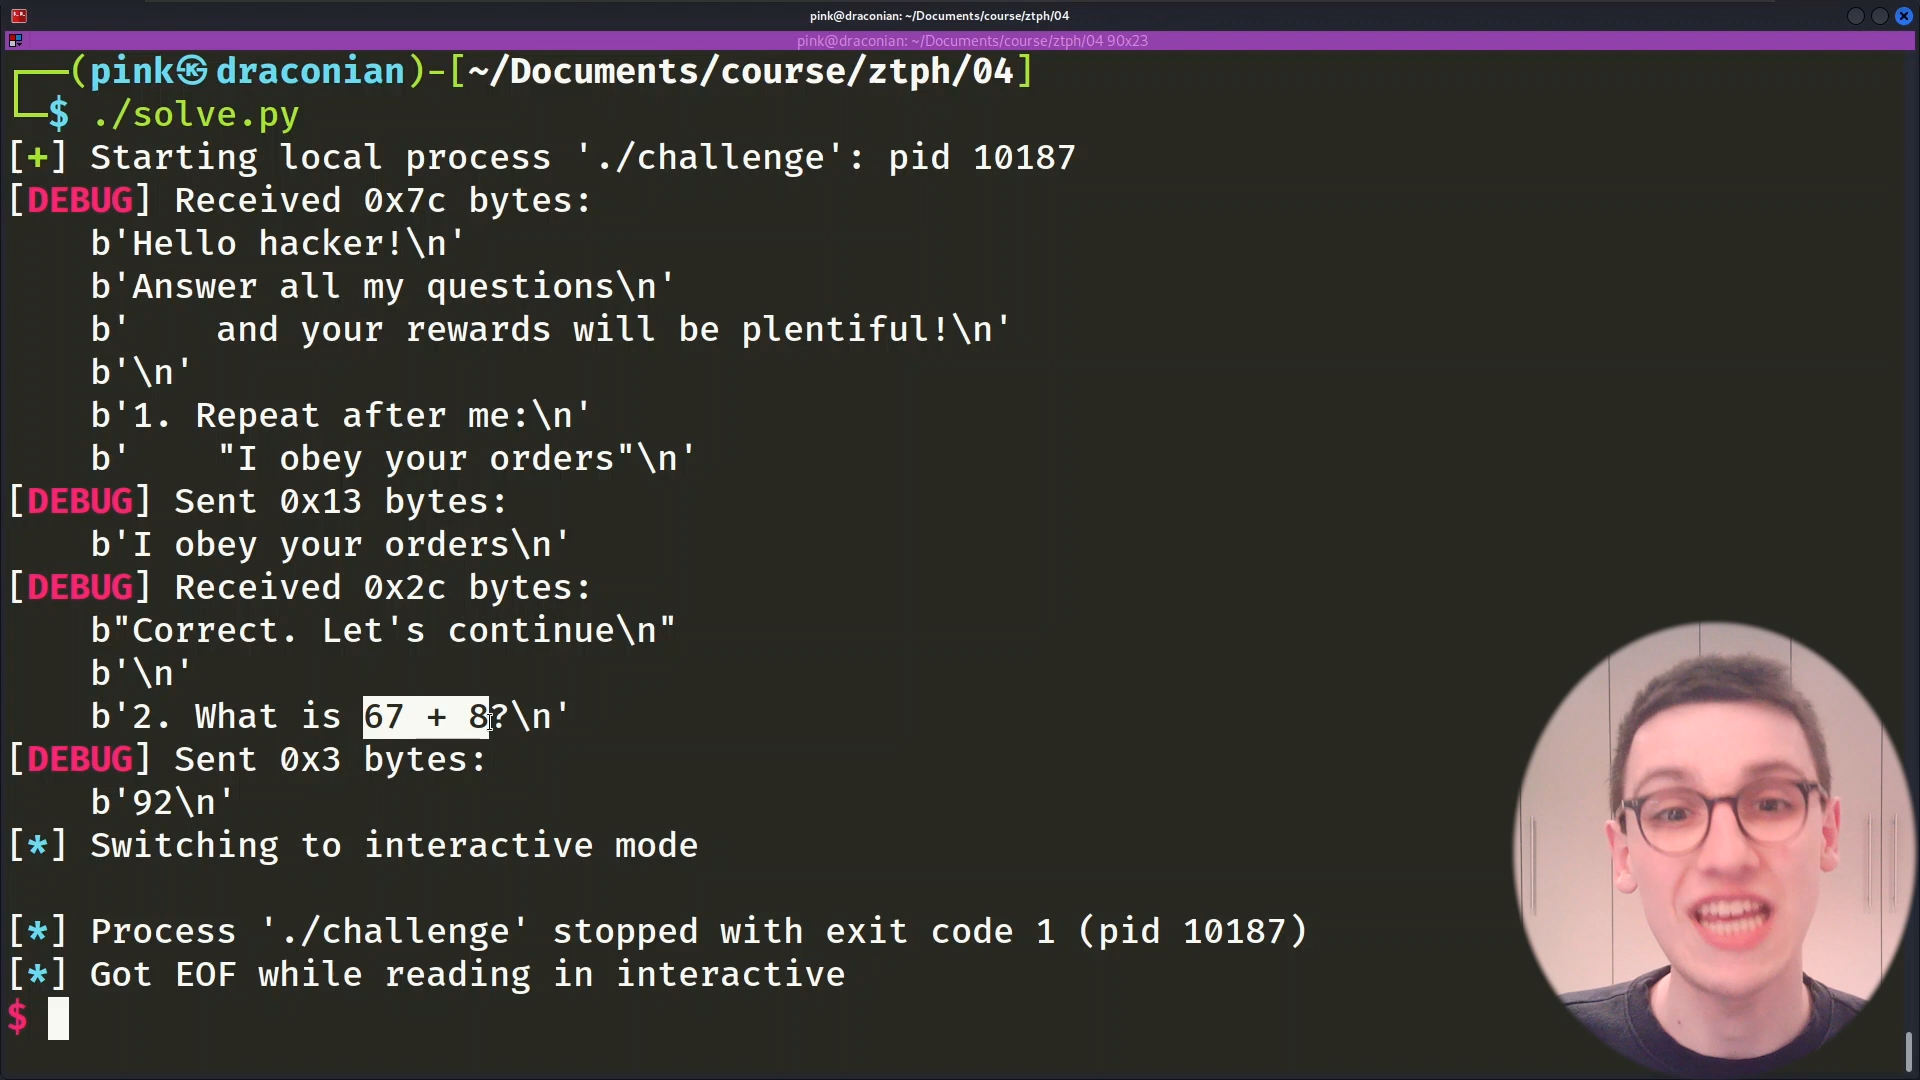 pink@draconian: ~/Documents/course/ztph/04
pink@draconian: ~/Documents/course/ztph/04 90x23
(pink㉿draconian)-[~/Documents/course/ztph/04]
$ ./solve.py
[+] Starting local process './challenge': pid 10187
[DEBUG] Received 0x7c bytes:
b'Hello hacker!\n'
b'Answer all my questions\n'
b'    and your rewards will be plentiful!\n'
b'\n'
b'1. Repeat after me:\n'
b'    "I obey your orders"\n'
[DEBUG] Sent 0x13 bytes:
b'I obey your orders\n'
[DEBUG] Received 0x2c bytes:
b"Correct. Let's continue\n"
b'\n'
b'2. What is 67 + 8?\n'
[DEBUG] Sent 0x3 bytes:
b'92\n'
[*] Switching to interactive mode
[*] Process './challenge' stopped with exit code 1 (pid 10187)
[*] Got EOF while reading in interactive
$